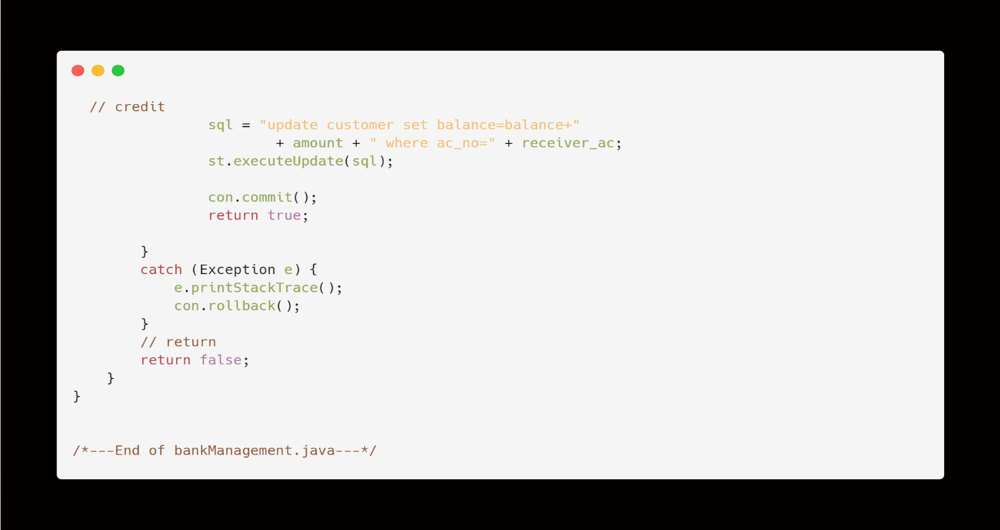 // credit
sql = "update customer set balance=balance+"
+ amount + " where ac_no=" + receiver_ac;
st.executeUpdate(sql);
con.commit();
return true;
}
catch (Exception e) {
e.printStackTrace();
con.rollback();
}
// return
return false;
}
}
/*---End of bankManagement.java---*/